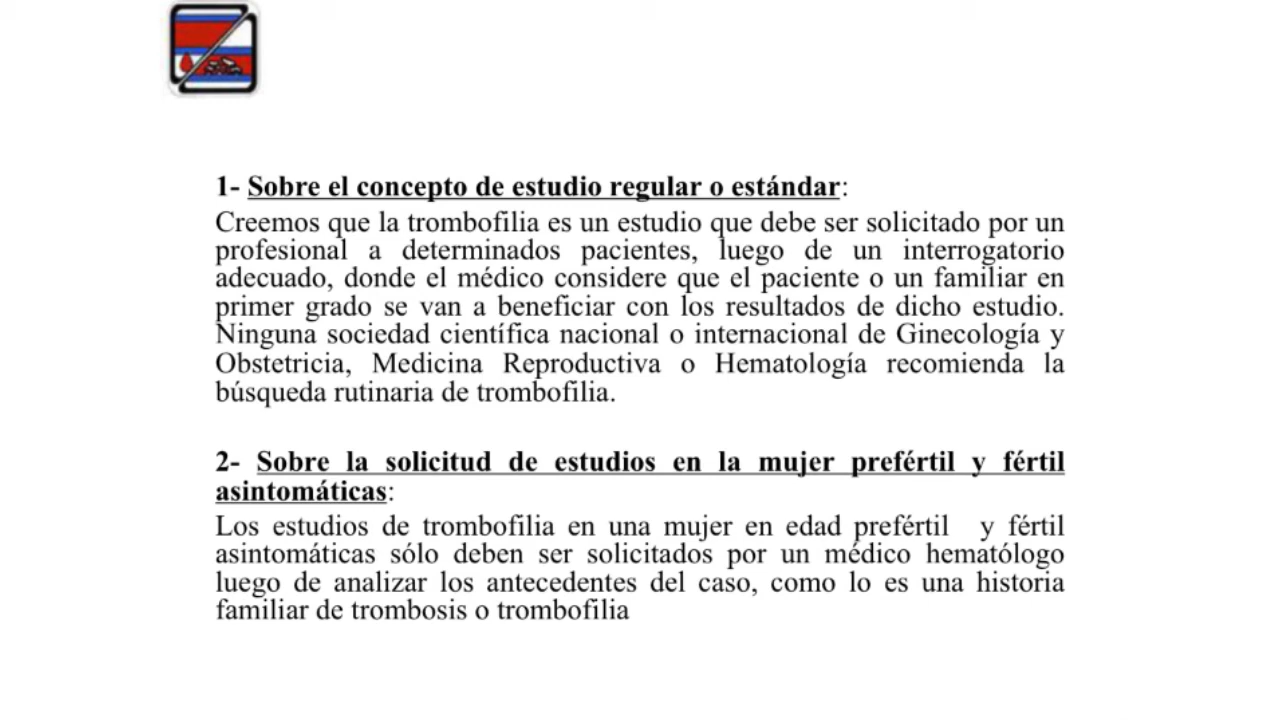 1- Sobre el concepto de estudio regular o estándar:
Creemos que la trombofilia es un estudio que debe ser solicitado por un
profesional a determinados pacientes, luego de un interrogatorio
adecuado, donde el médico considere que el paciente o un familiar en
primer grado se van a beneficiar con los resultados de dicho estudio.
Ninguna sociedad científica nacional o internacional de Ginecología y
Obstetricia, Medicina Reproductiva o Hematología recomienda la
búsqueda rutinaria de trombofilia.
2- Sobre la solicitud de estudios en la mujer prefértil y fértil
asintomáticas:
Los estudios de trombofilia en una mujer en edad prefértil y fértil
asintomáticas sólo deben ser solicitados por un médico hematólogo
luego de analizar los antecedentes del caso, como lo es una historia
familiar de trombosis o trombofilia